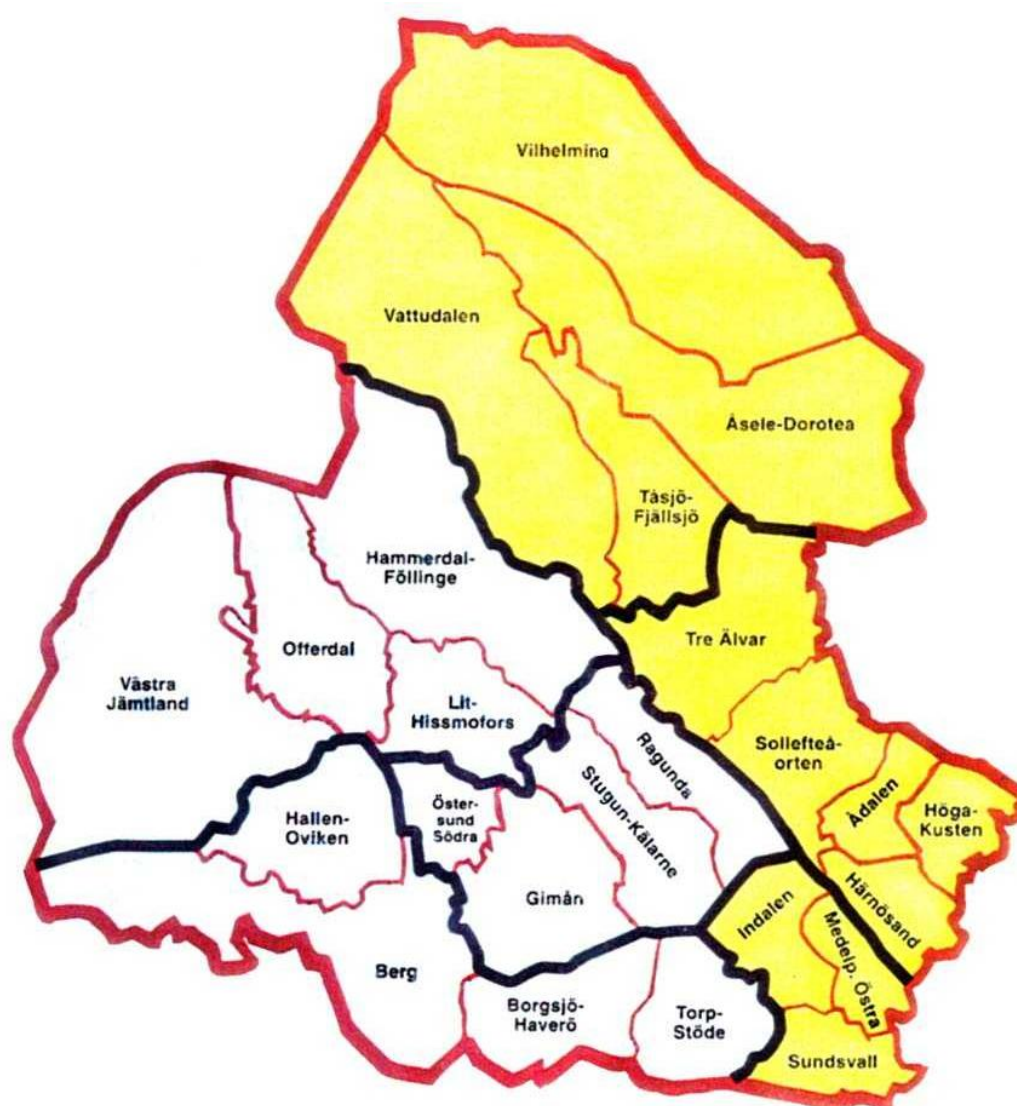 Vilhelmina
Vattudalen
Åsele-Dorotea
Tåsjö-
Fjällsjö
Hammerdal-
Föllinge
Tre Älvar
Offerdal
Västra
Jämtland
Lit-
Hissmofors
Ragunda
Sollefteå-
orten
Stugun-Kälarne
Ådalen
Höga-
Kusten
Hallen-
Oviken
Öster-
sund
Södra
Gimån
Härnösand
Indalen
Medelp. Östra
Berg
Borgsjö-
Haverö
Torp-
Stöde
Sundsvall